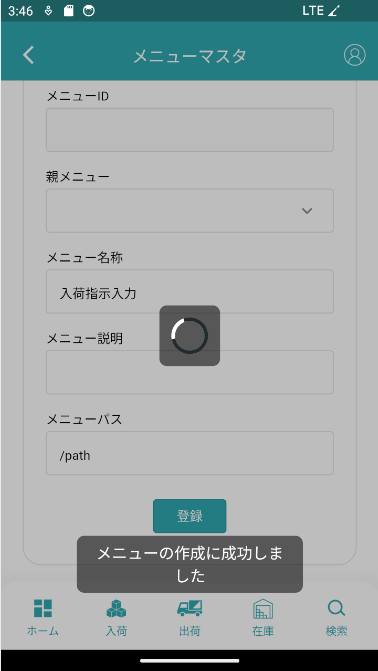 3:46
LTE
メニューマスタ
メニューID
親メニュー
メニュー名称
入荷指示入力
メニュー説明
メニューパス
/path
登録
メニューの作成に成功しま
した
ホーム 入荷 出荷 在庫 検索